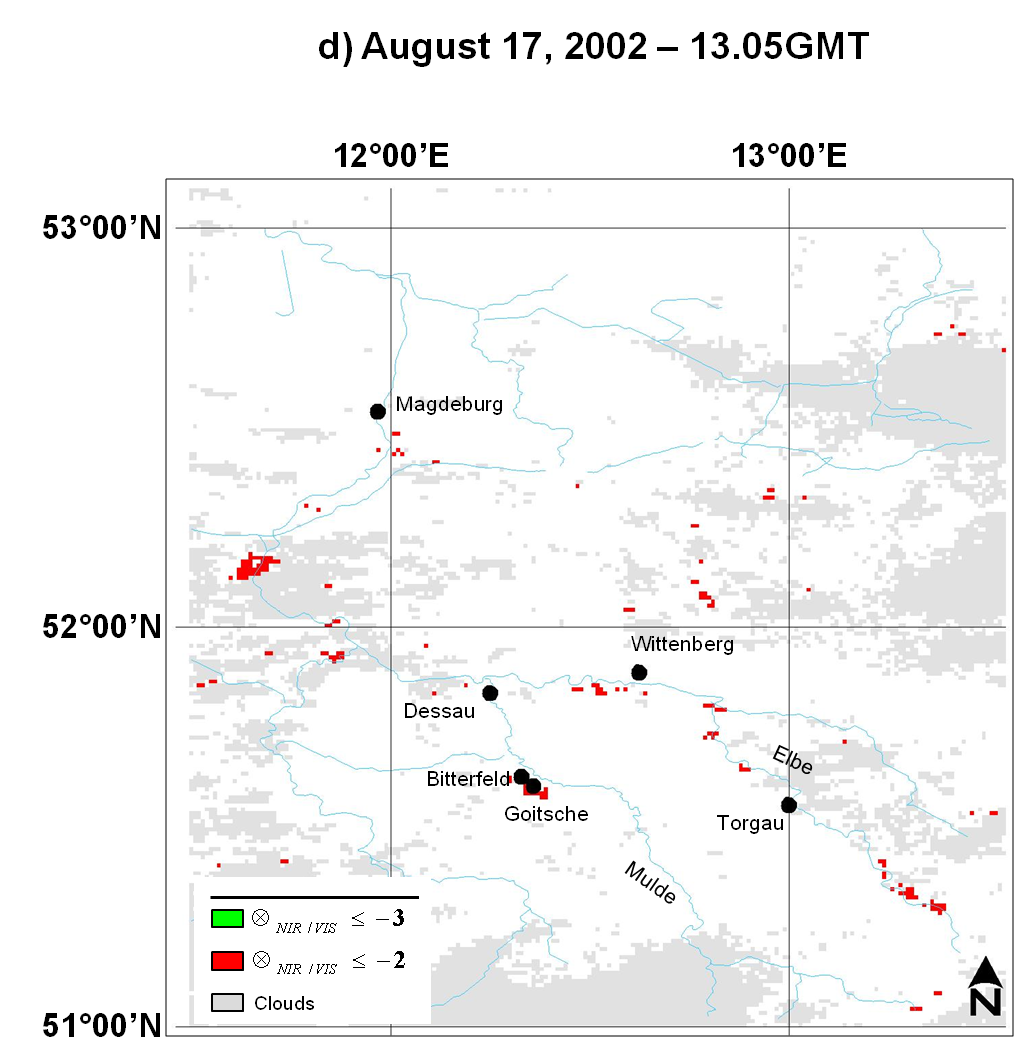 d) August 17, 2002 – 13.05GMT
12°00’E
13°00’E
53°00’N
Magdeburg
52°00’N
Wittenberg
Dessau
Elbe
Bitterfeld
Goitsche
Torgau
Mulde
⊗ NIR / VIS ≤ −3
⊗ NIR / VIS ≤ −2
Clouds
N
51°00’N